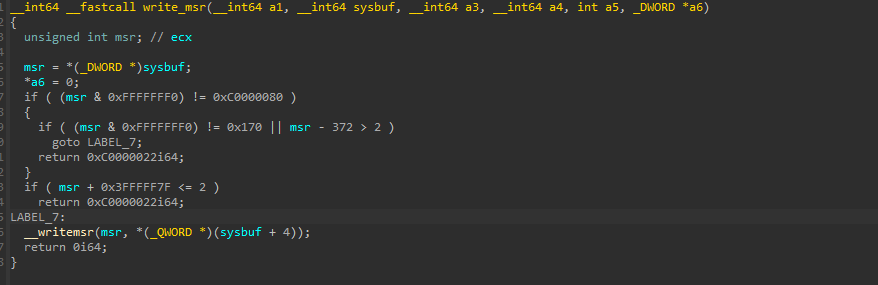 __int64 __fastcall write_msr(__int64 a1, __int64 sysbuf, __int64 a3, __int64 a4, int a5, _DWORD *a6)
{
unsigned int msr; // ecx
msr = *(_DWORD *)sysbuf;
*a6 = 0;
if ( (msr & 0xFFFFFFF0) != 0xC0000080 )
{
if ( (msr & 0xFFFFFFF0) != 0x170 || msr - 372 > 2 )
goto LABEL_7;
return 0xC0000022i64;
}
if ( msr + 0x3FFFFF7F <= 2 )
return 0xC0000022i64;
LABEL_7:
__writemsr(msr, *(_QWORD *)(sysbuf + 4));
return 0i64;
}